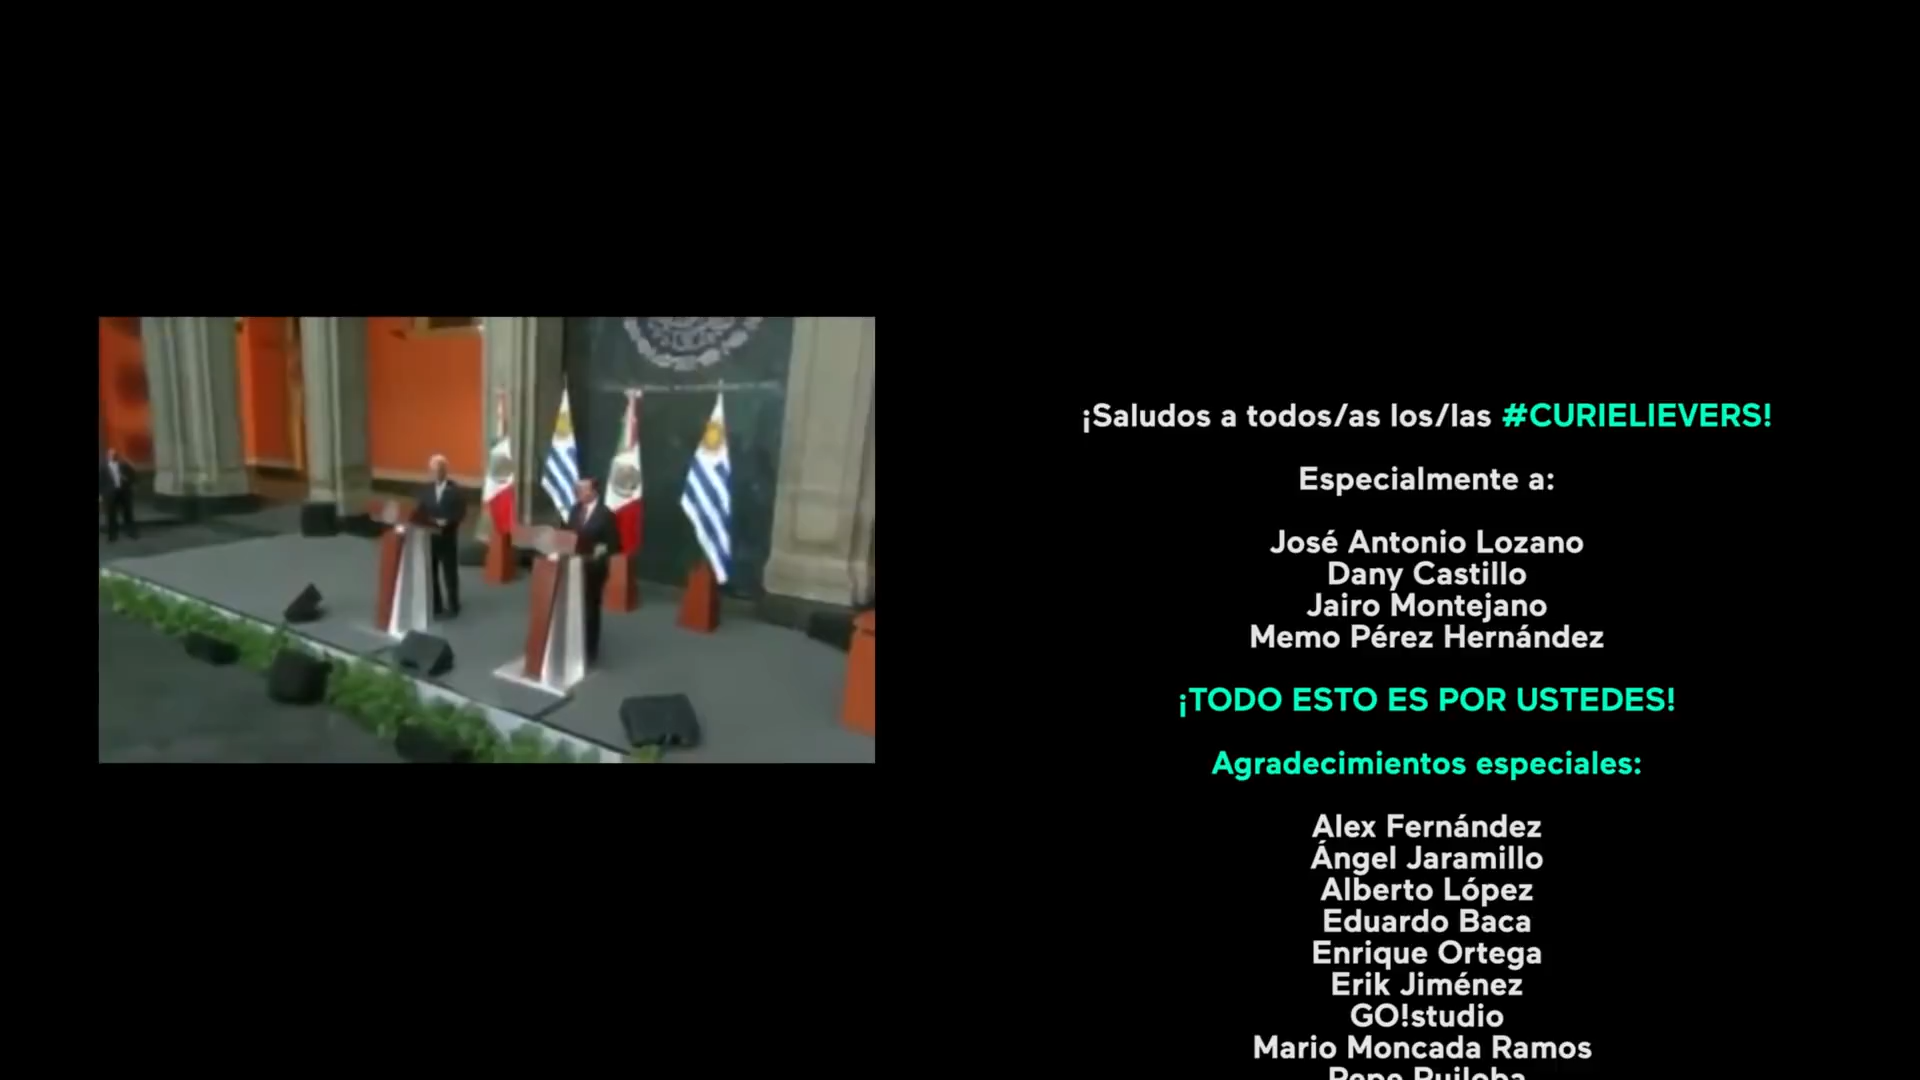 ¡Saludos a todos/as los/las #CURIELIEVERS!
Especialmente a:
José Antonio Lozano
Dany Castillo
Jairo Montejano
Memo Pérez Hernández
¡TODO ESTO ES POR USTEDES!
Agradecimientos especiales:
Alex Fernández
Ángel Jaramillo
Alberto López
Eduardo Baca
Enrique Ortega
Erik Jiménez
GO!studio
Mario Moncada Ramos
Pepe Ruiloba